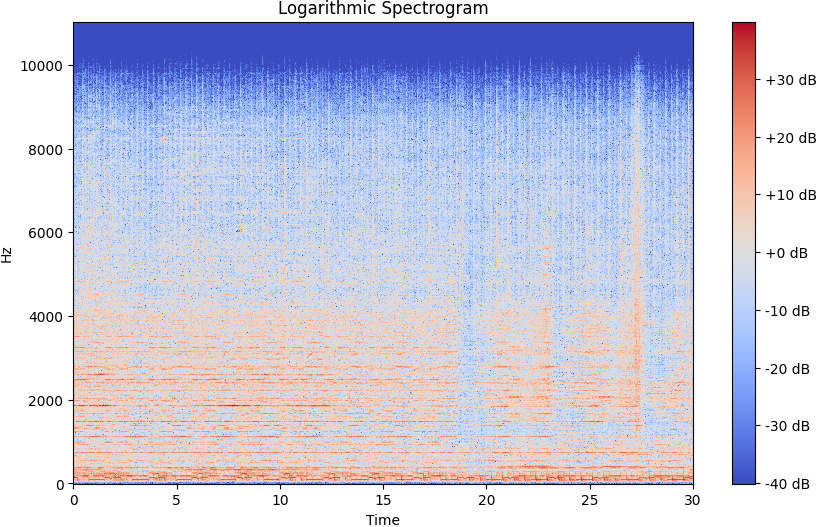 Logarithmic Spectrogram
10000
8000
6000
4000
2000
0
Hz
0 5 10 15 20 25 30
Time
+30 dB
+20 dB
+10 dB
+0 dB
-10 dB
-20 dB
-30 dB
-40 dB